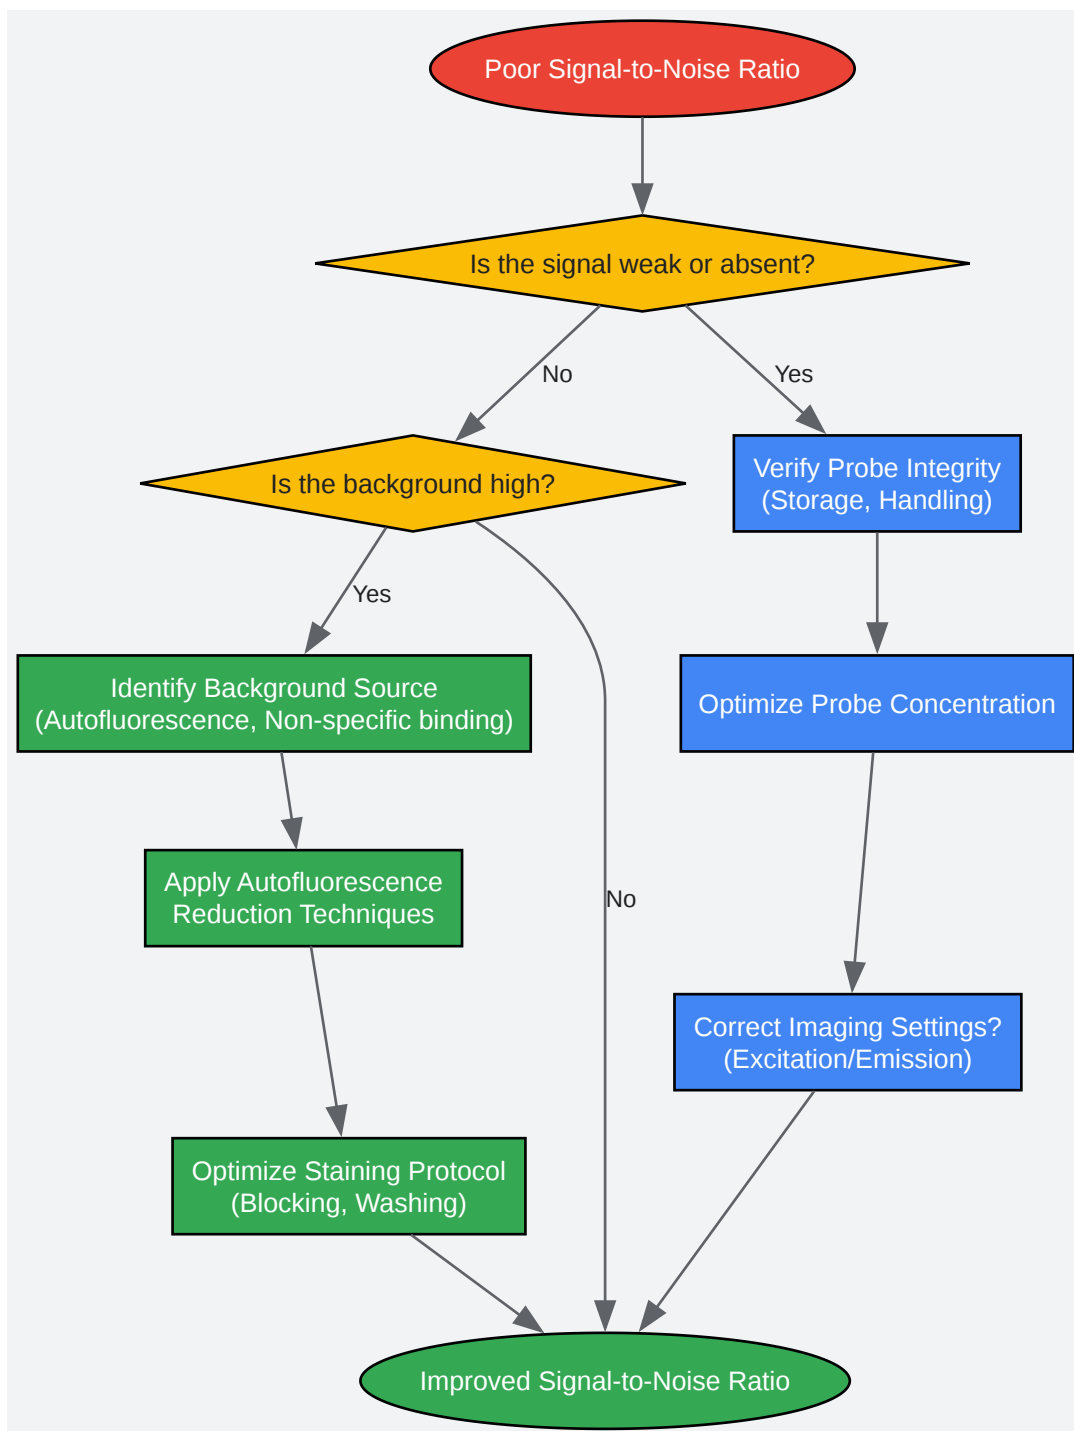 Poor Signal-to-Noise Ratio
Is the signal weak or absent?
No
Yes
Is the background high?
Verify Probe Integrity
(Storage, Handling)
Yes
Identify Background Source
(Autofluorescence, Non-specific binding)
Optimize Probe Concentration
Apply Autofluorescence
Reduction Techniques
No
Correct Imaging Settings?
(Excitation/Emission)
Optimize Staining Protocol
(Blocking, Washing)
Improved Signal-to-Noise Ratio